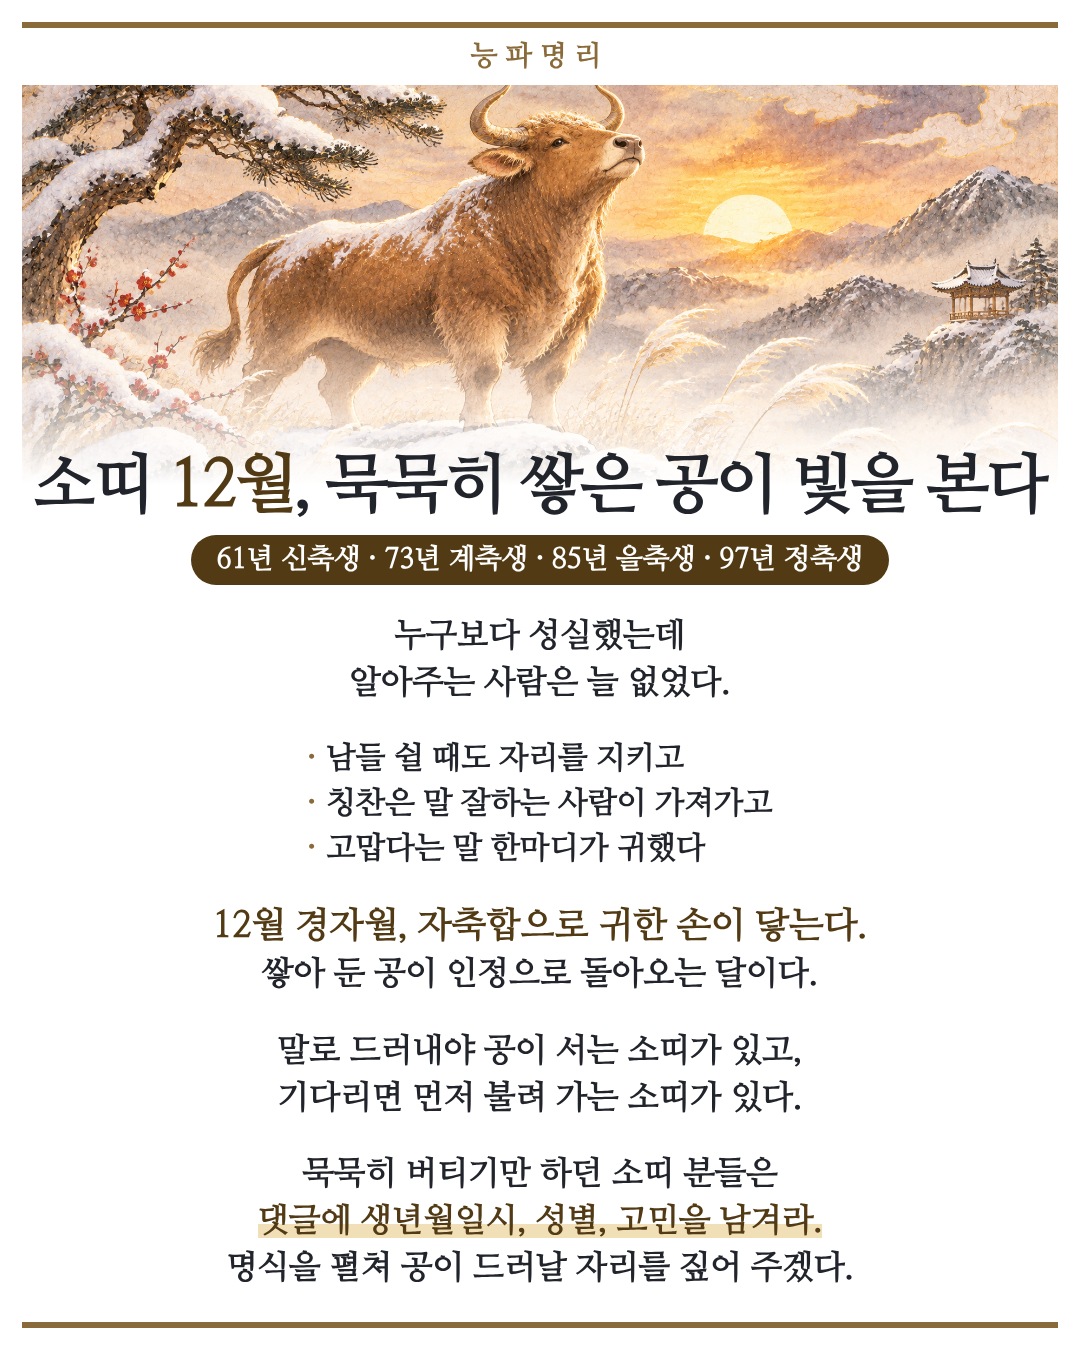 능파명리
소띠 12월, 묵묵히 쌓은 공이 빛을 본다
61년 신축생 · 73년 계축생 · 85년 을축생 · 97년 정축생
누구보다 성실했는데
알아주는 사람은 늘 없었다.
· 남들 쉴 때도 자리를 지키고
· 칭찬은 말 잘하는 사람이 가져가고
· 고맙다는 말 한마디가 귀했다
12월 경자월, 자축합으로 귀한 손이 닿는다.
쌓아 둔 공이 인정으로 돌아오는 달이다.
말로 드러내야 공이 서는 소띠가 있고,
기다리면 먼저 불려 가는 소띠가 있다.
묵묵히 버티기만 하던 소띠 분들은
댓글에 생년월일시, 성별, 고민을 남겨라.
명식을 펼쳐 공이 드러날 자리를 짚어 주겠다.